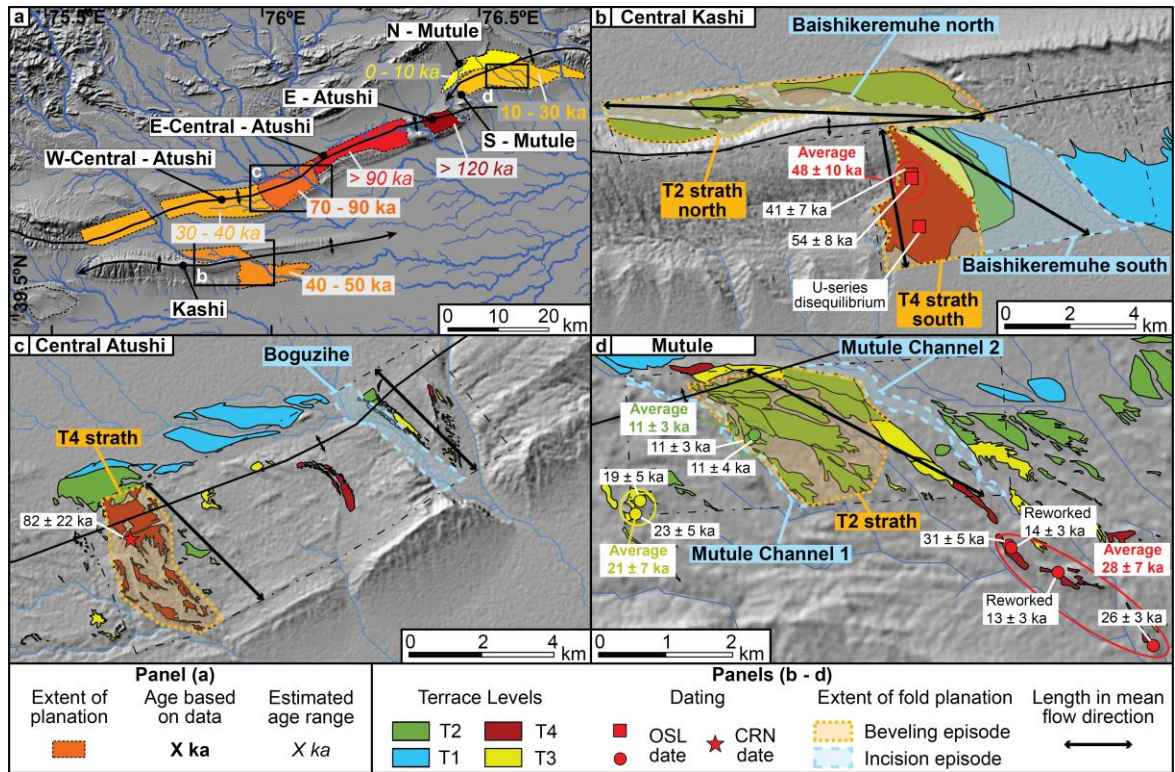 a
76ºE
76.5ºE
N - Mutule
0 - 10 ka
E - Atushi
d
10 - 30 ka
E-Central - Atushi
S - Mutule
W-Central - Atushi
> 120 ka
c
> 90 ka
70 - 90 ka
30 - 40 ka
39.5ºN
b
40 - 50 ka
Kashi
0 10 20
km
b Central Kashi
Baishikeremuhe north
Average
48 ± 10 ka
T2 strath
north
41 ± 7 ka
54 ± 8 ka
Baishikeremuhe south
U-series
disequilibrium
T4 strath
south
0 2 4
km
c Central Atushi
Boguzihe
T4 strath
82 ± 22 ka
0 2 4
km
d Mutule
Mutule Channel 2
Average
11 ± 3 ka
11 ± 3 ka
11 ± 4 ka
19 ± 5 ka
T2 strath
23 ± 5 ka
Reworked
14 ± 3 ka
31 ± 5 ka
Average
21 ± 7 ka
Mutule Channel 1
Average
28 ± 7 ka
Reworked
13 ± 3 ka
26 ± 3 ka
0 1 2
km
Panel (a)
Extent of
planation
Age based
on data
Estimated
age range
X ka
X ka
Panels (b - d)
Terrace Levels
T2
T4
T1
T3
Dating
OSL
date
CRN
date
Extent of fold planation
Beveling episode
Incision episode
Length in mean
flow direction